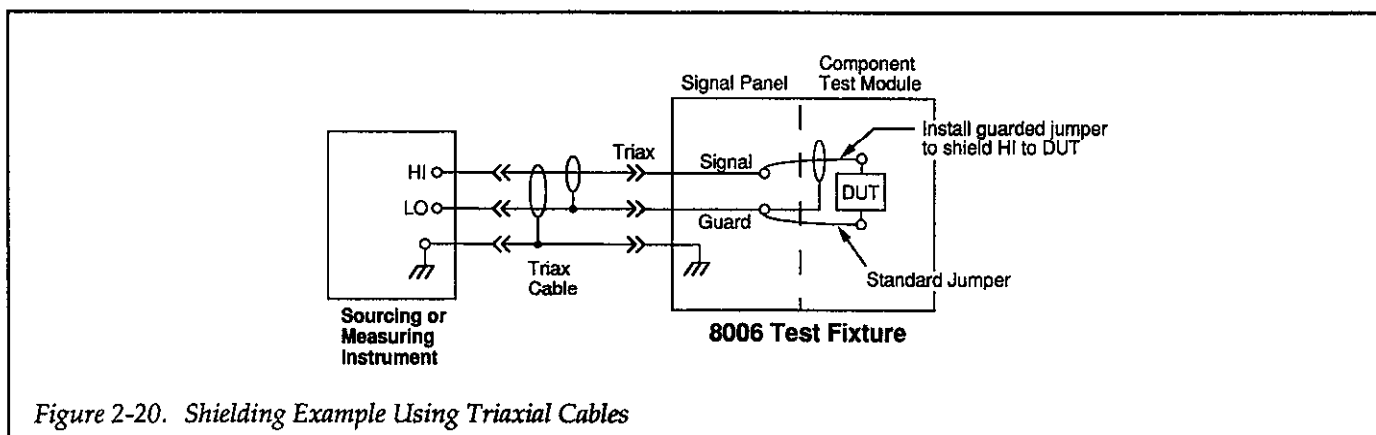 Component
Signal Panel Test Module
Install guarded jumper
to shield HI to DUT
Triax
Signal
HI
DUT
LO
Guard
Triax
Cable
Standard Jumper
Sourcing or
Measuring
Instrument
8006 Test Fixture
Figure 2-20. Shielding Example Using Triaxial Cables